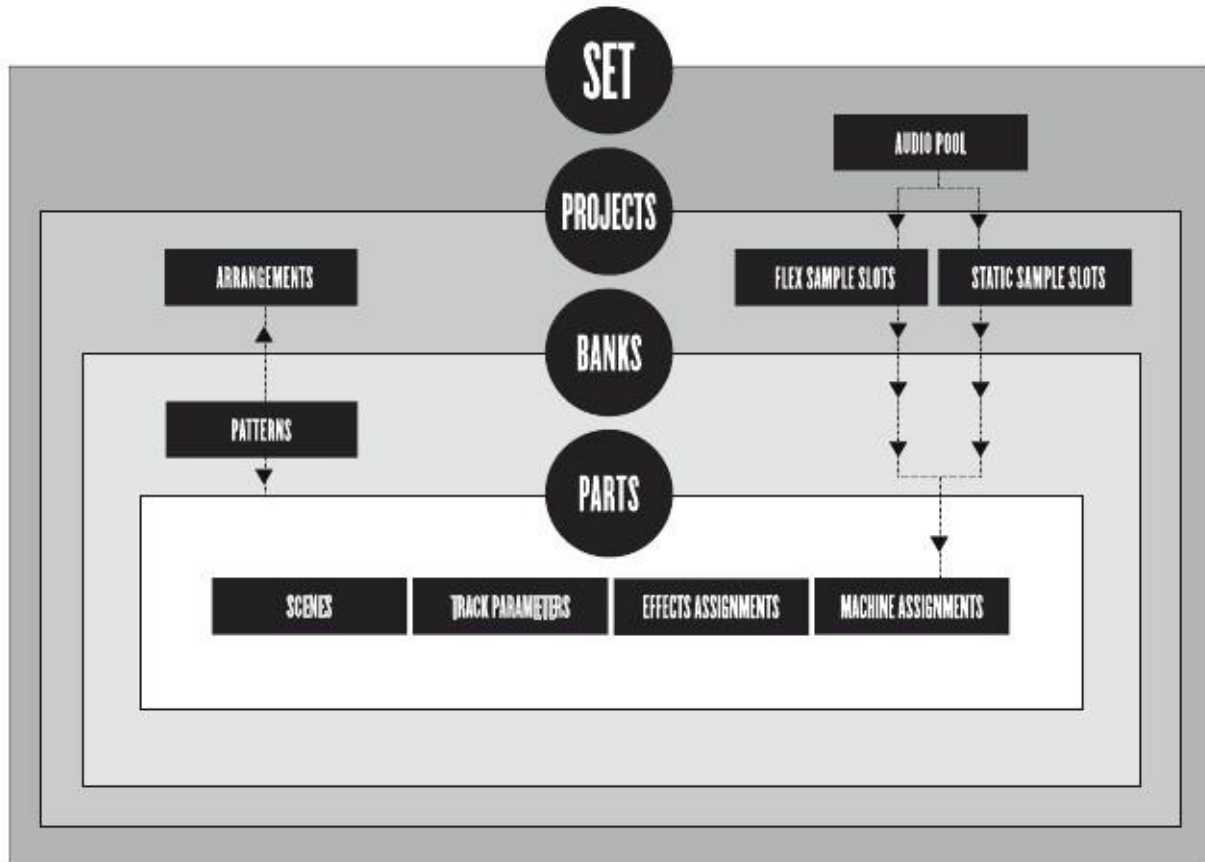 SET
AUDIO POOL
PROJECTS
ARRANGEMENTS
FLEX SAMPLE SLOTS
STATIC SAMPLE SLOTS
BANKS
PATTERNS
PARTS
SCENES
TRACK PARAMETERS
EFFECTS ASSIGNMENTS
MACHINE ASSIGNMENTS